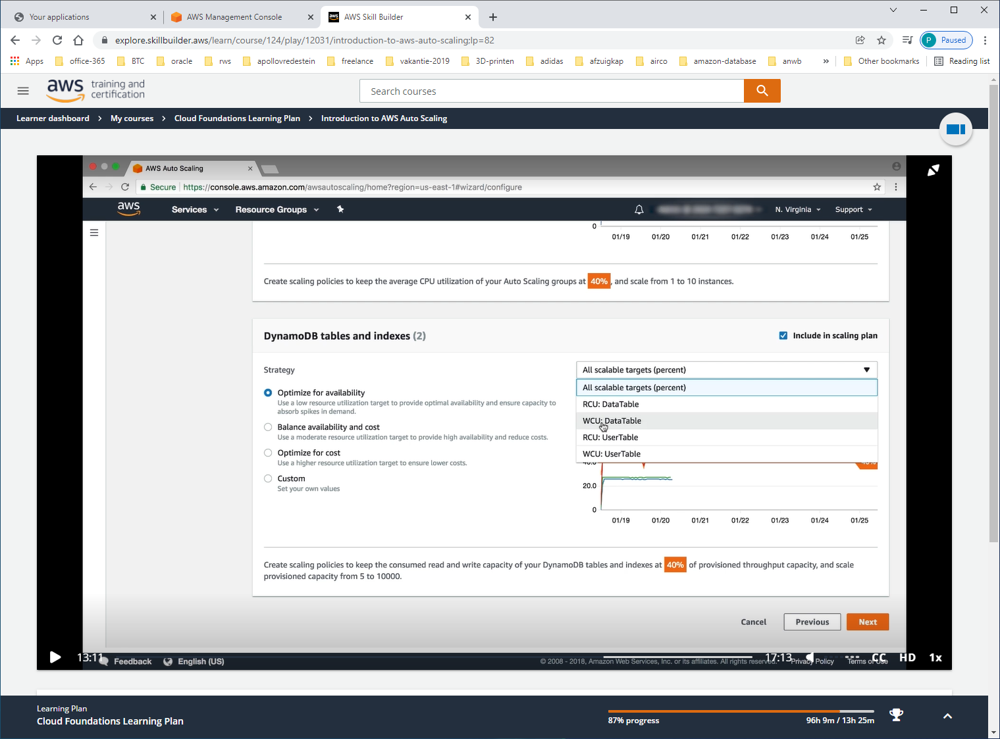 Your applications
AWS Management Console
aws AWS Skill Builder
explore.skillbuilder.aws/learn/course/124/play/12031/introduction-to-aws-auto-scaling;lp=82
P Paused
Apps office-365 BTC oracle rws apollovredestein freelance vakantie-2019 3D-printen adidas afzuigkap airco amazon-database anwb » Other bookmarks Reading list
aws training and
certification
Search courses
Learner dashboard > My courses > Cloud Foundations Learning Plan > Introduction to AWS Auto Scaling
AWS Auto Scaling
Secure https://console.aws.amazon.com/awsautoscaling/home?region=us-east-1#wizard/configure
aws Services Resource Groups N. Virginia Support
0
01/19 01/20 01/21 01/22 01/23 01/24 01/25
Create scaling policies to keep the average CPU utilization of your Auto Scaling groups at 40%, and scale from 1 to 10 instances.
DynamoDB tables and indexes (2)
Include in scaling plan
Strategy
Optimize for availability
Use a low resource utilization target to provide optimal availability and ensure capacity to
absorb spikes in demand.
Balance availability and cost
Use a moderate resource utilization target to provide high availability and reduce costs.
Optimize for cost
Use a higher resource utilization target to ensure lower costs.
Custom
Set your own values
All scalable targets (percent)
All scalable targets (percent)
RCU: DataTable
WCU: DataTable
RCU: UserTable
WCU: UserTable
40.0
40%
20.0
0
01/19 01/20 01/21 01/22 01/23 01/24 01/25
Create scaling policies to keep the consumed read and write capacity of your DynamoDB tables and indexes at 40% of provisioned throughput capacity, and scale
provisioned capacity from 5 to 10000.
Cancel Previous Next
13:11 Feedback English (US)
© 2008 - 2018, Amazon Web Services, Inc. or its affiliates. All rights reserved. Privacy Policy Terms of Use
17:13 CC HD 1x
Learning Plan
Cloud Foundations Learning Plan
87% progress
96h 9m / 13h 25m